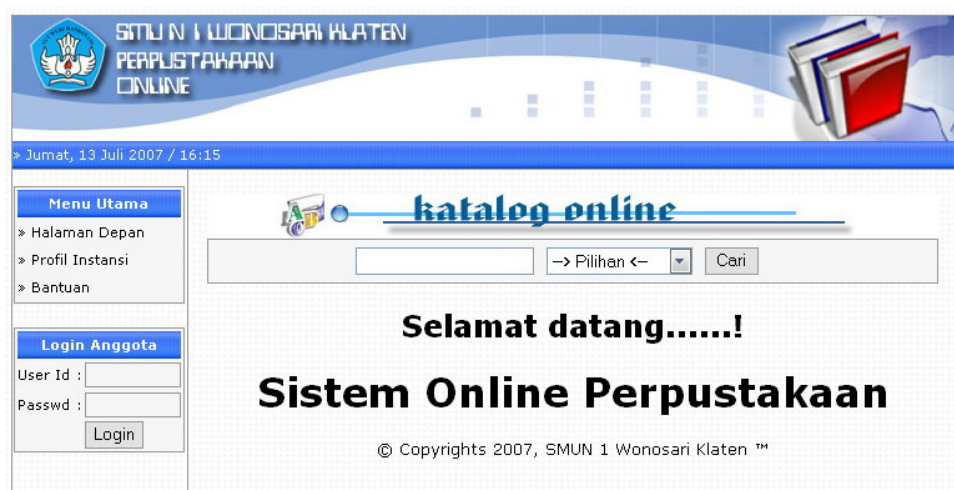 SMU N 1 WONOSARI KLATEN
PERPUSTAKAAN
ONLINE
» Jumat, 13 Juli 2007 / 16:15
Menu Utama
» Halaman Depan
» Profil Instansi
» Bantuan
Login Anggota
User Id :
Passwd :
Login
katalog online
—> Pilihan <—
Cari
Selamat datang......!
Sistem Online Perpustakaan
© Copyrights 2007, SMUN 1 Wonosari Klaten ™